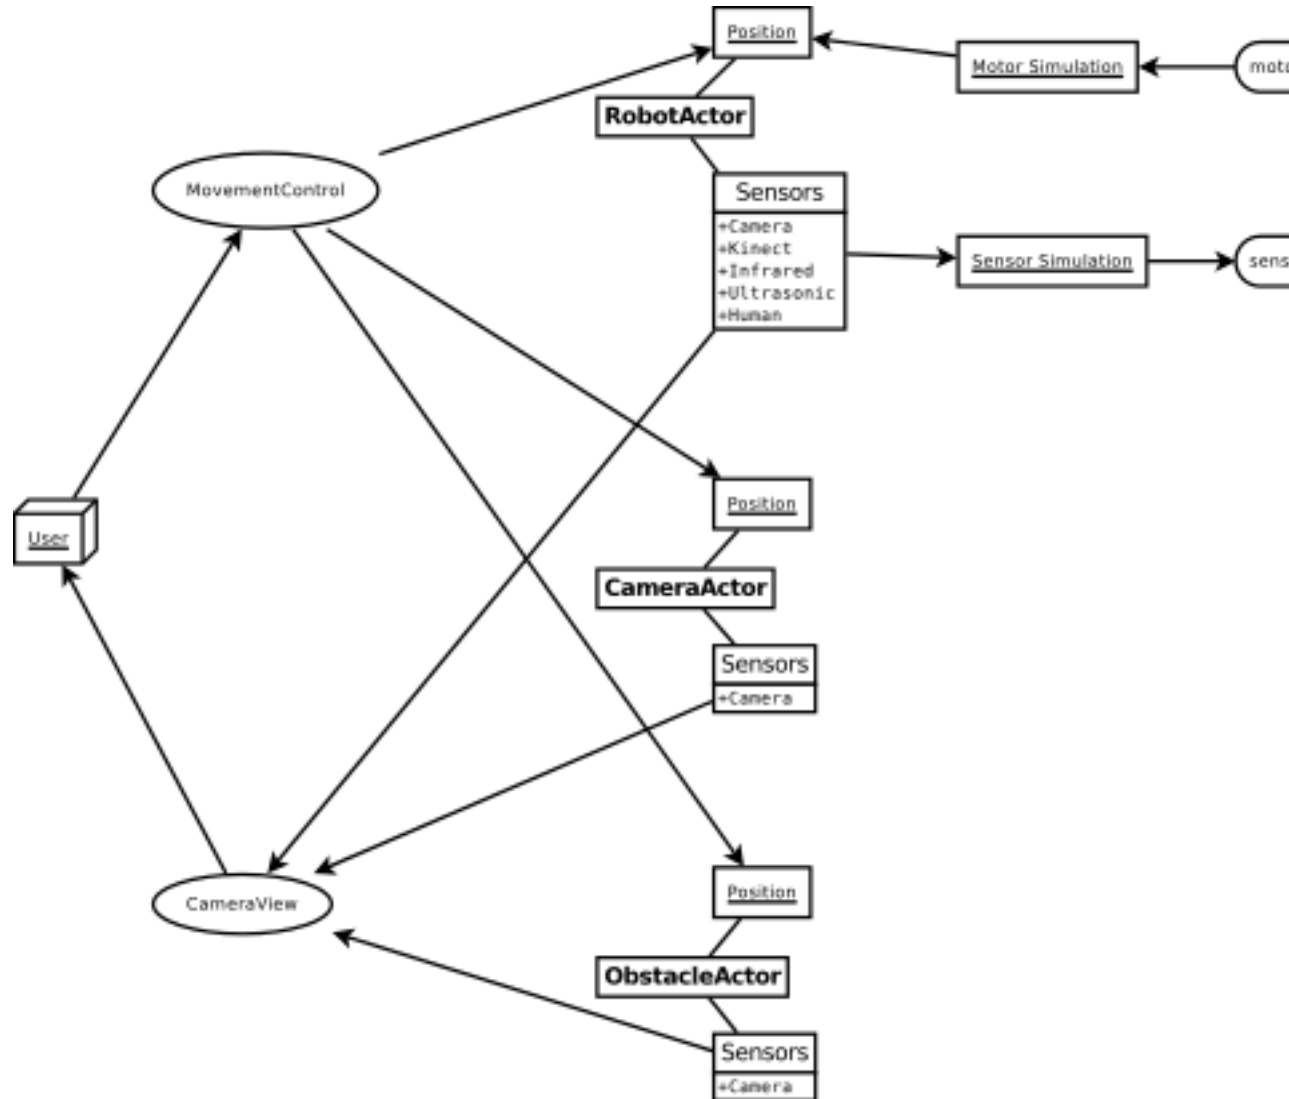 Position
Motor Simulation
RobotActor
MovementControl
Sensors
+Camera
+Kinect
+Infrared
+Ultrasonic
+Human
Sensor Simulation
Position
User
CameraActor
Sensors
+Camera
Position
CameraView
ObstacleActor
Sensors
+Camera